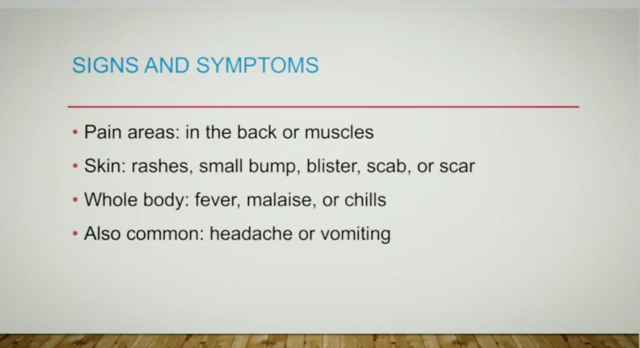 SIGNS AND SYMPTOMS
• Pain areas: in the back or muscles
• Skin: rashes, small bump, blister, scab, or scar
• Whole body: fever, malaise, or chills
• Also common: headache or vomiting